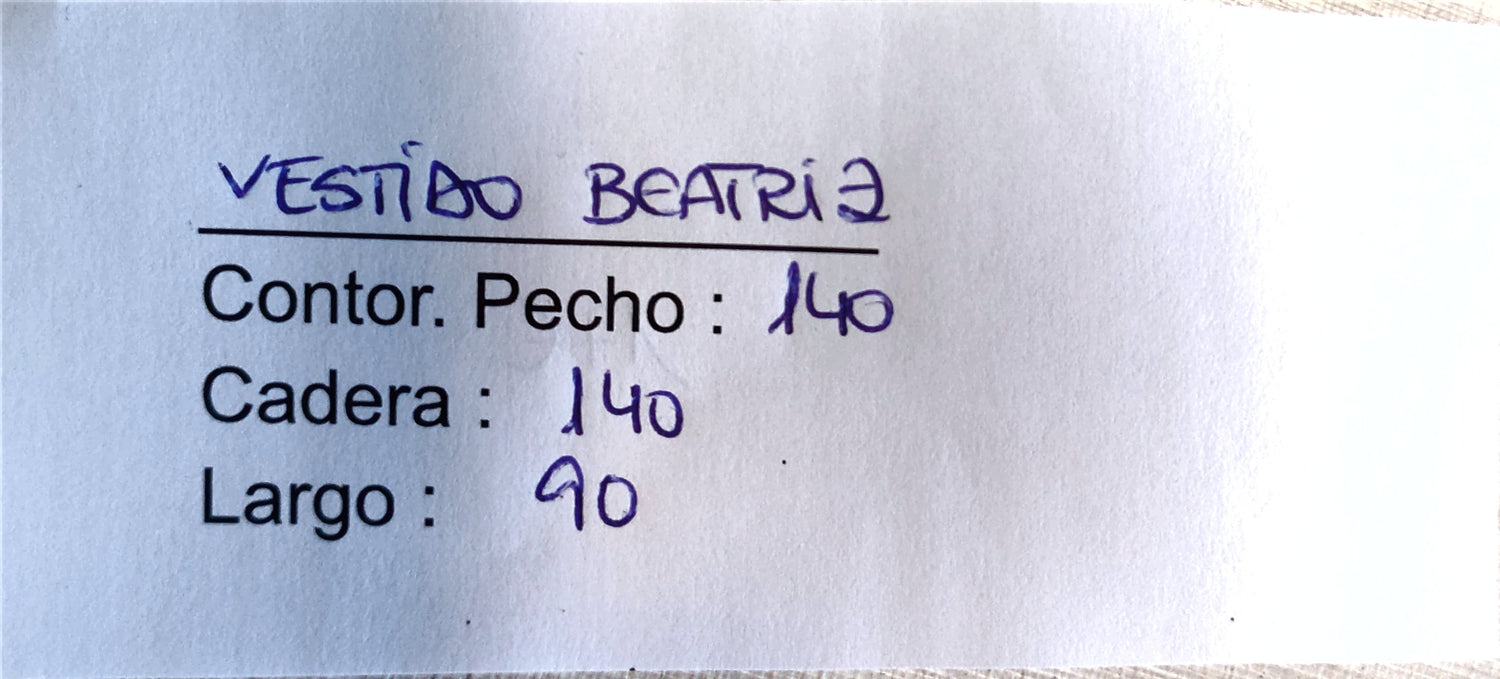 VESTIDO BEATRIZ
Contor. Pecho : 140
Cadera : 140
Largo : 90